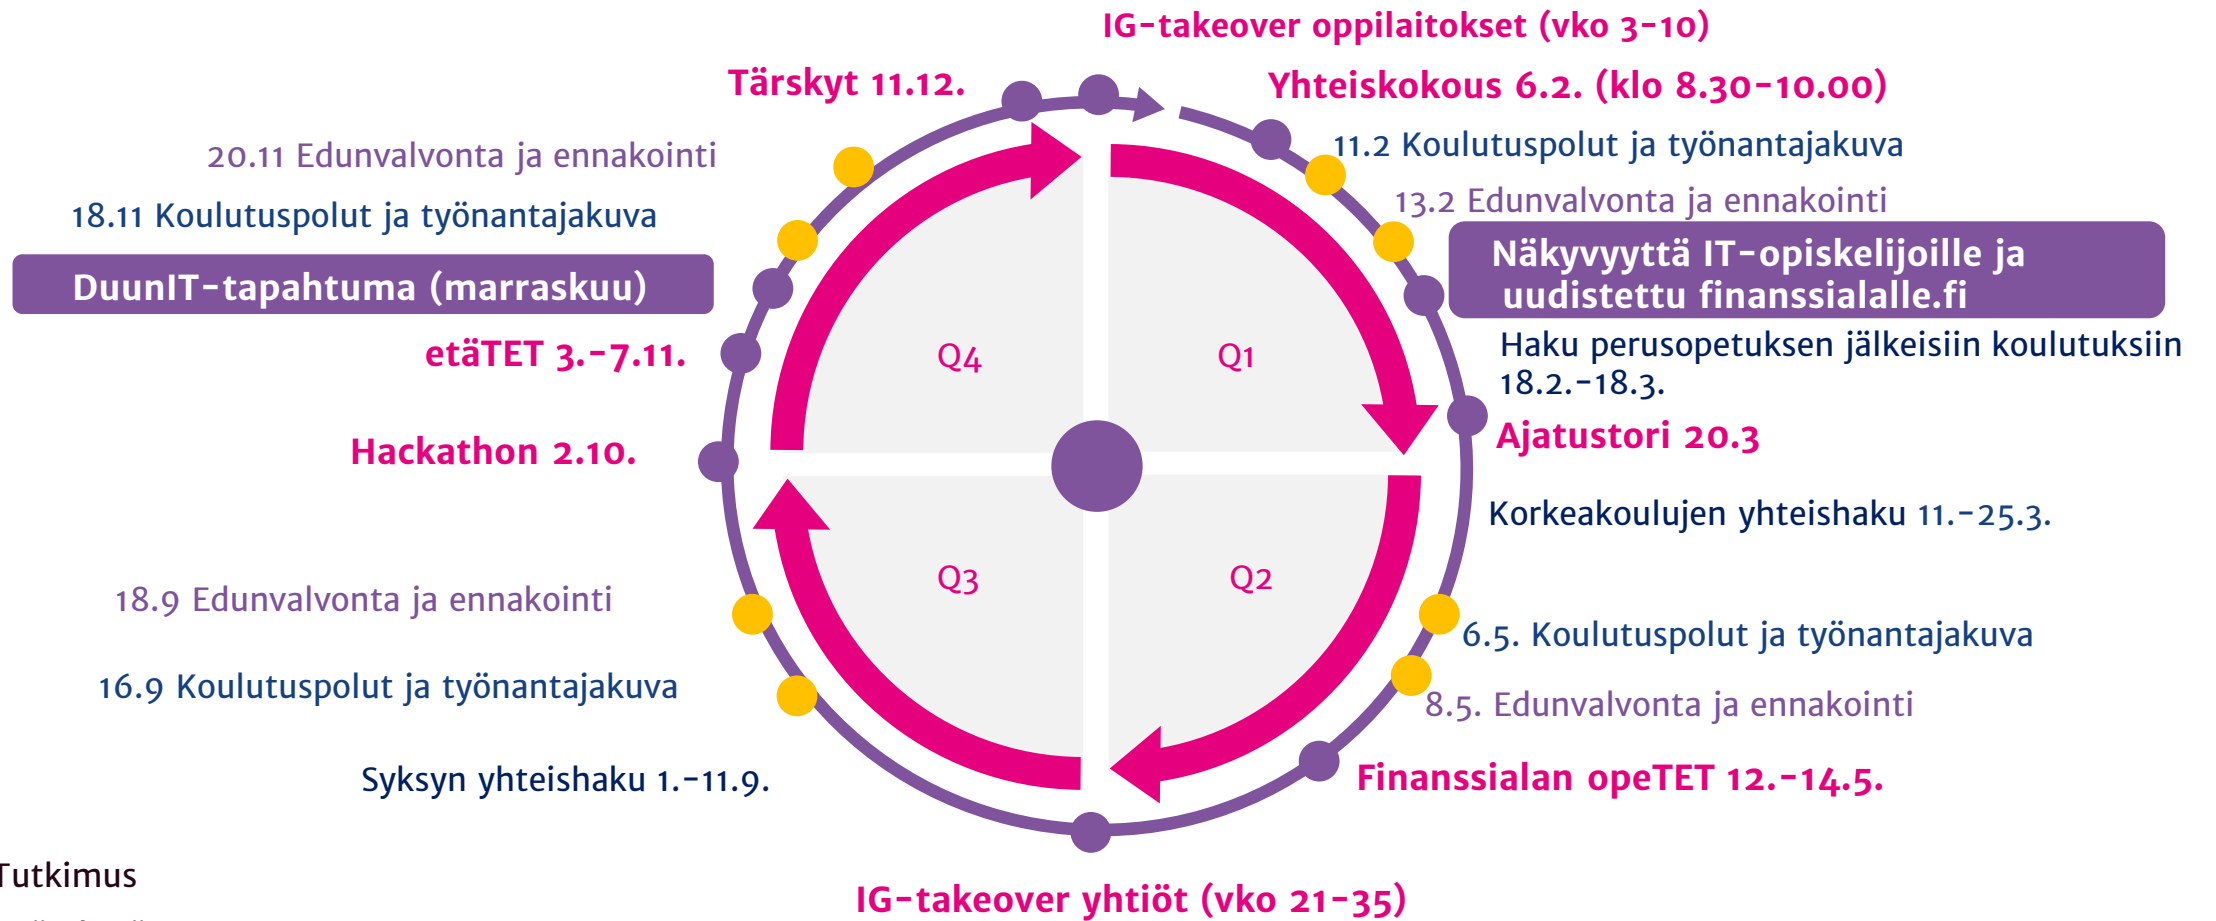 IG-takeover oppilaitokset (vko 3-10)
Tärskyt 11.12.
Yhteiskokous 6.2. (klo 8.30-10.00)
20.11 Edunvalvonta ja ennakointi
11.2 Koulutuspolut ja työnantajakuva
18.11 Koulutuspolut ja työnantajakuva
13.2 Edunvalvonta ja ennakointi
DuunIT-tapahtuma (marraskuu)
Näkyvyyttä IT-opiskelijoille ja
uudistettu finanssialalle.fi
etäTET 3.-7.11.
Q4
Q1
Haku perusopetuksen jälkeisiin koulutuksiin
18.2.-18.3.
Hackathon 2.10.
Ajatustori 20.3
Korkeakoulujen yhteishaku 11.-25.3.
18.9 Edunvalvonta ja ennakointi
Q3
Q2
6.5. Koulutuspolut ja työnantajakuva
16.9 Koulutuspolut ja työnantajakuva
8.5. Edunvalvonta ja ennakointi
Syksyn yhteishaku 1.-11.9.
Finanssialan opeTET 12.-14.5.
Tutkimus
IG-takeover yhtiöt (vko 21-35)